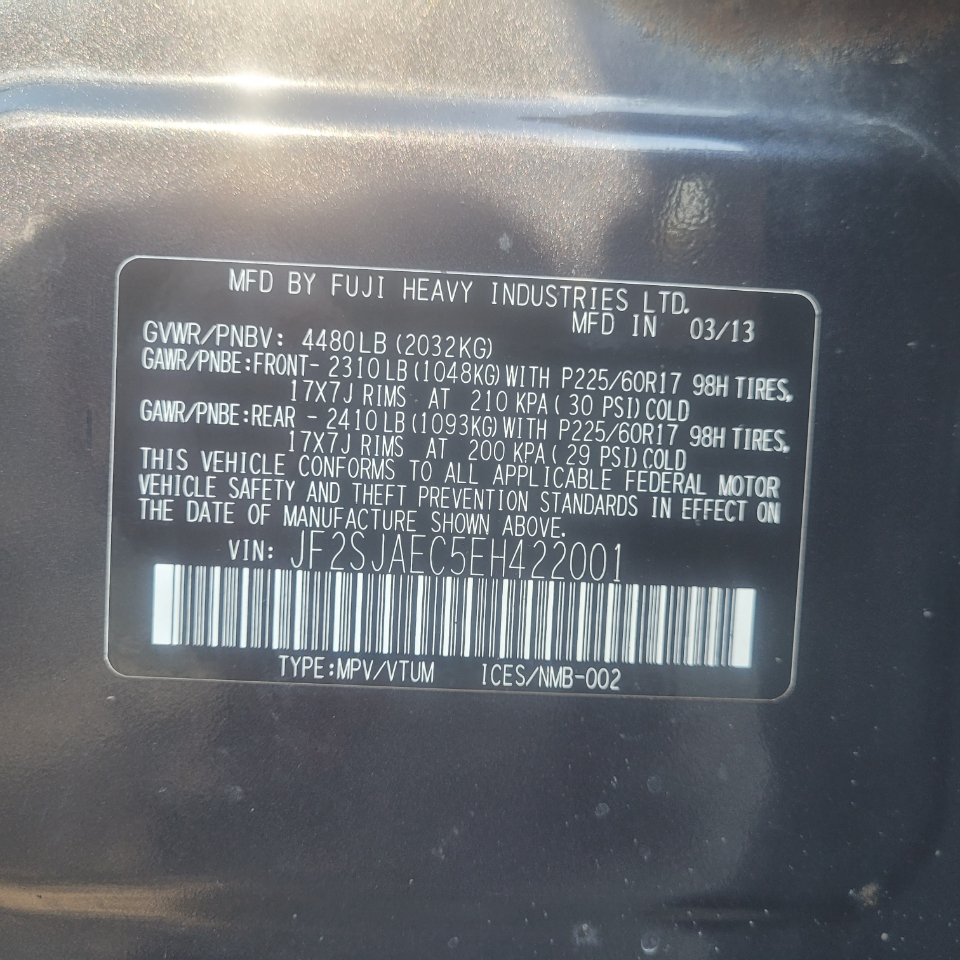 MFD BY FUJI HEAVY INDUSTRIES LTD.
MFD IN 03/13
GVWR/PNBV: 4480LB (2032KG)
GAWR/PNBE:FRONT- 2310LB (1048KG) WITH P225/60R17 98H TIRES,
17X7J RIMS AT 210 KPA ( 30 PSI) COLD
GAWR/PNBE:REAR - 2410LB (1093KG) WITH P225/60R17 98H TIRES,
17X7J RIMS AT 200 KPA ( 29 PSI) COLD
THIS VEHICLE CONFORMS TO ALL APPLICABLE FEDERAL MOTOR
VEHICLE SAFETY AND THEFT PREVENTION STANDARDS IN EFFECT ON
THE DATE OF MANUFACTURE SHOWN ABOVE.
VIN: JF2SJAEC5EH422001
TYPE:MPV/VTUM ICES/NMB-002